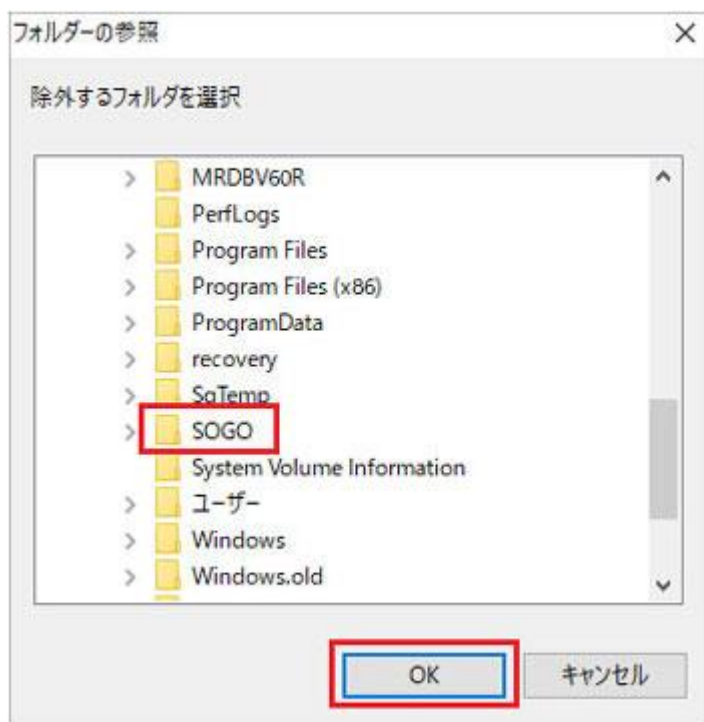 フォルダーの参照
除外するフォルダを選択
MRDBV60R
PerfLogs
Program Files
Program Files (x86)
ProgramData
recovery
SgTemp
SOGO
System Volume Information
ユーザー
Windows
Windows.old
OK
キャンセル